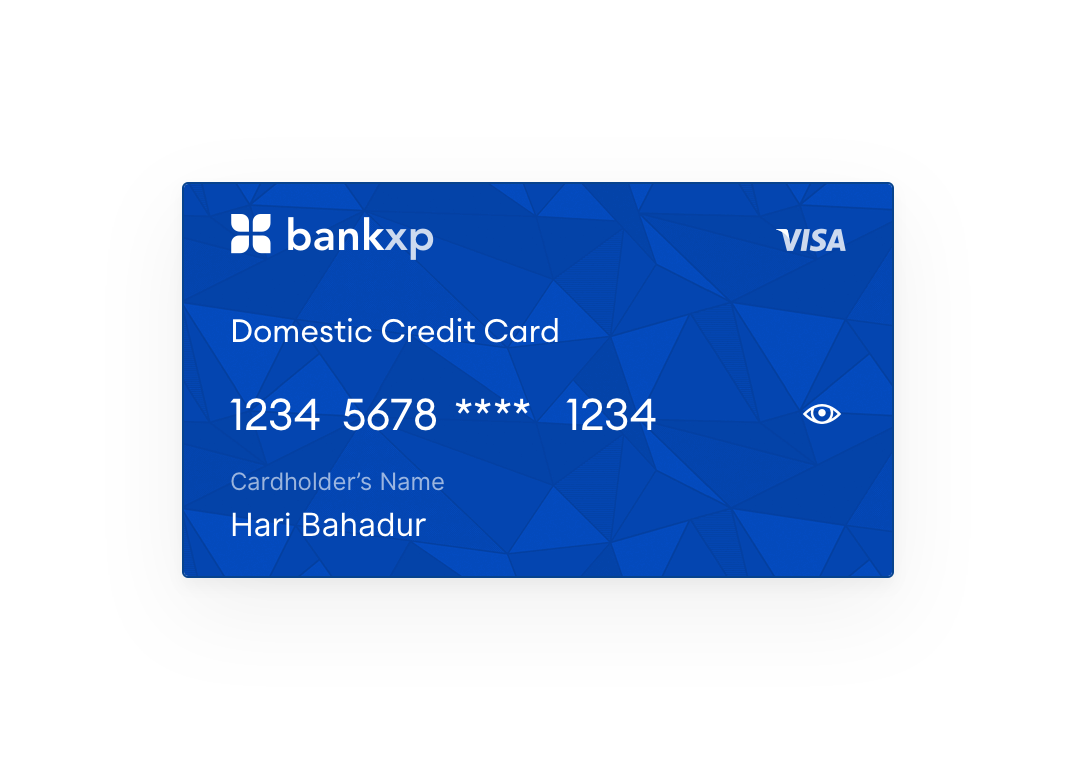 bankxp
VISA
Domestic Credit Card
1234 5678 **** 1234
Cardholder’s Name
Hari Bahadur